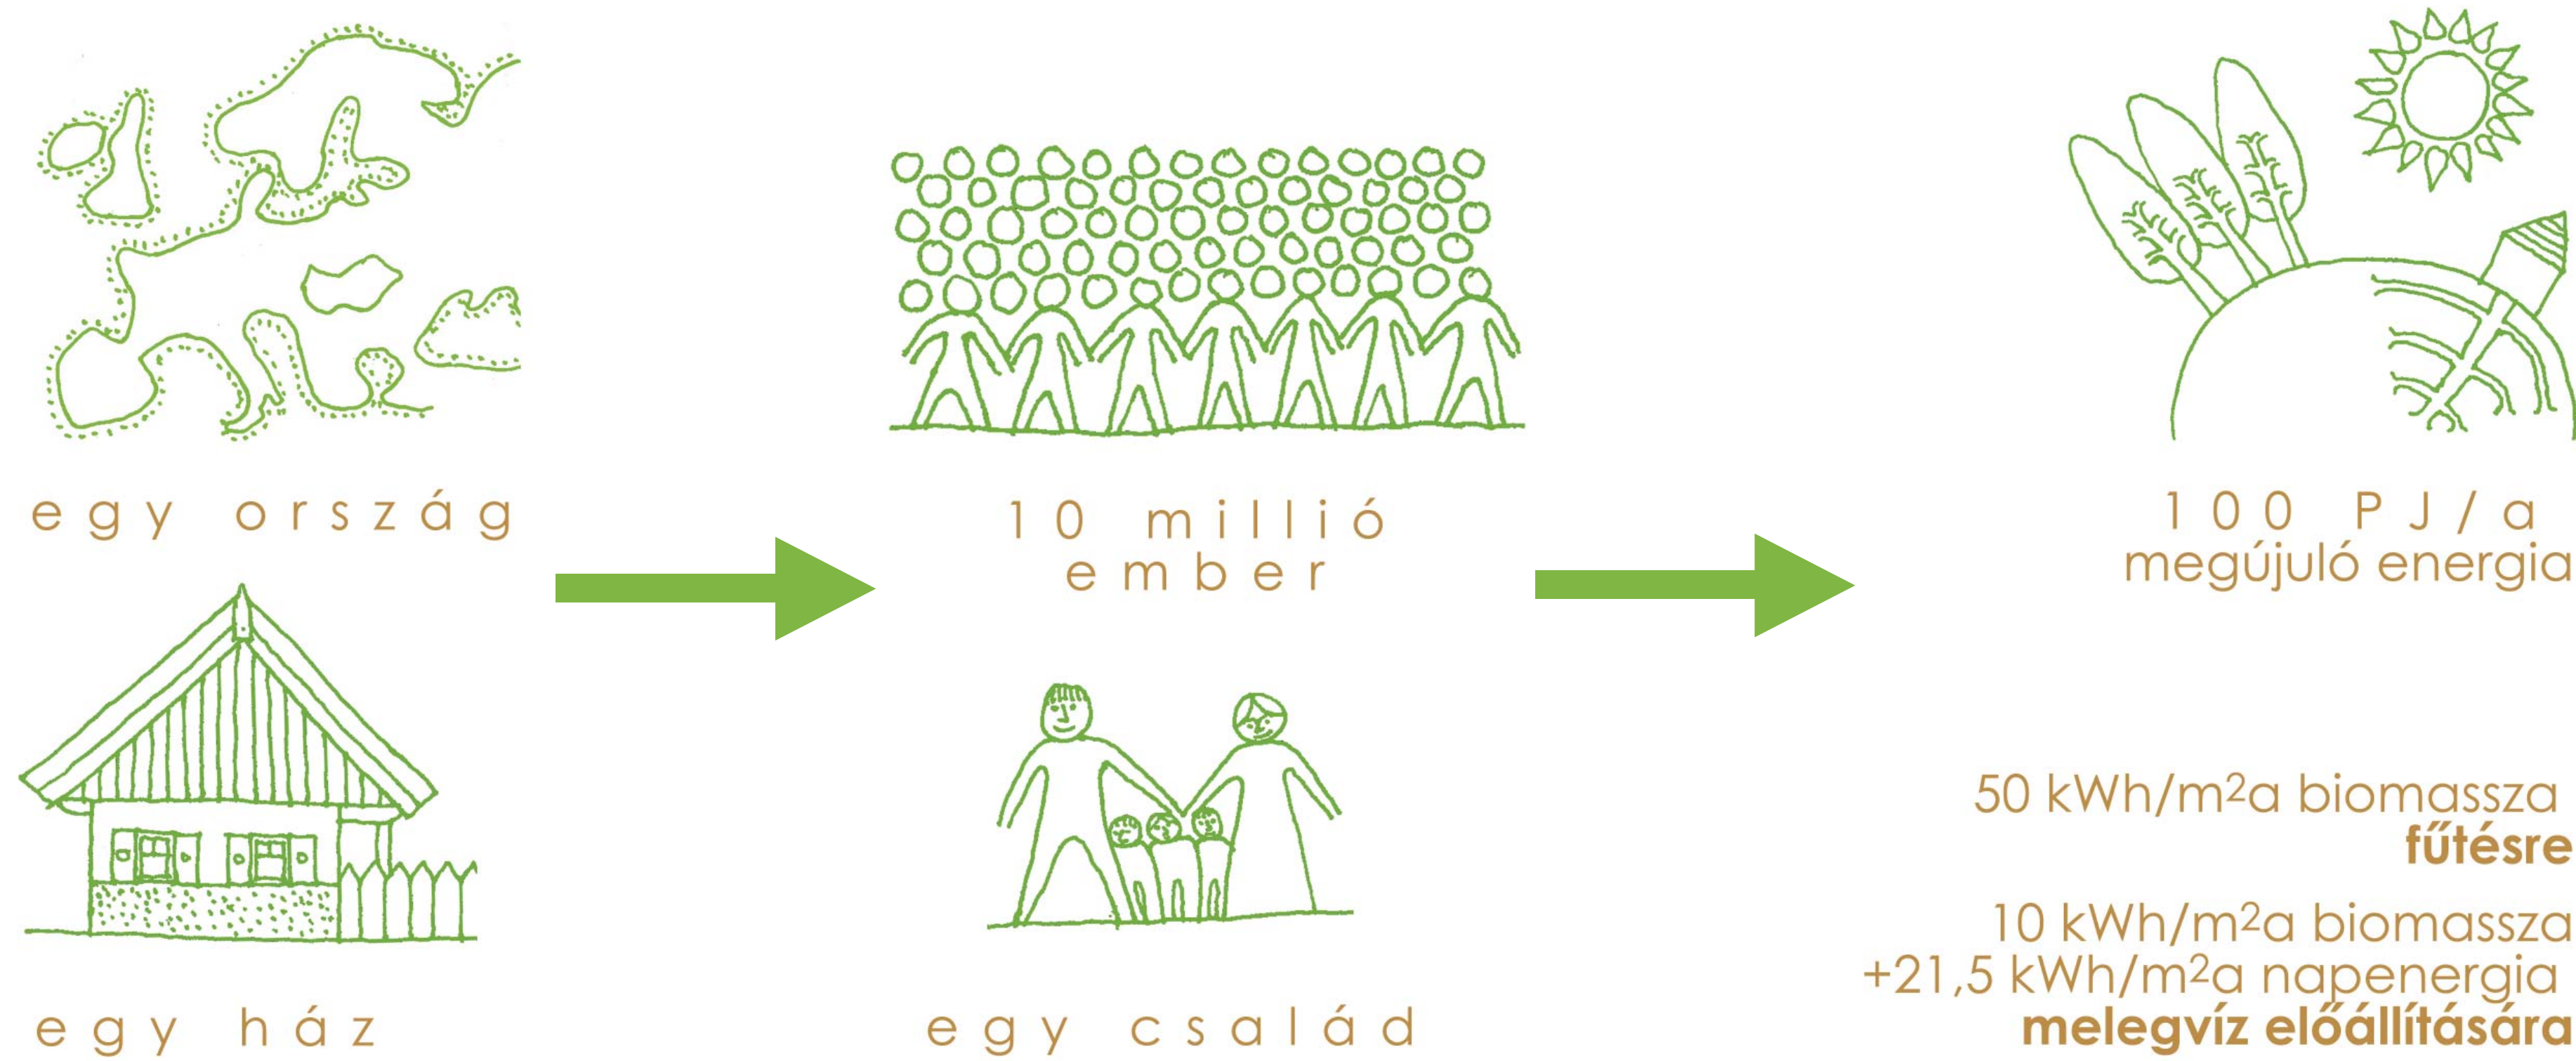 egy ország
10 millió
ember
100 PJ/a
megújuló energia
egy ház
egy család
50 kWh/m2a biomassza
fűtésre
10 kWh/m2a biomassza
+21,5 kWh/m2a napenergia
melegvíz előállítására